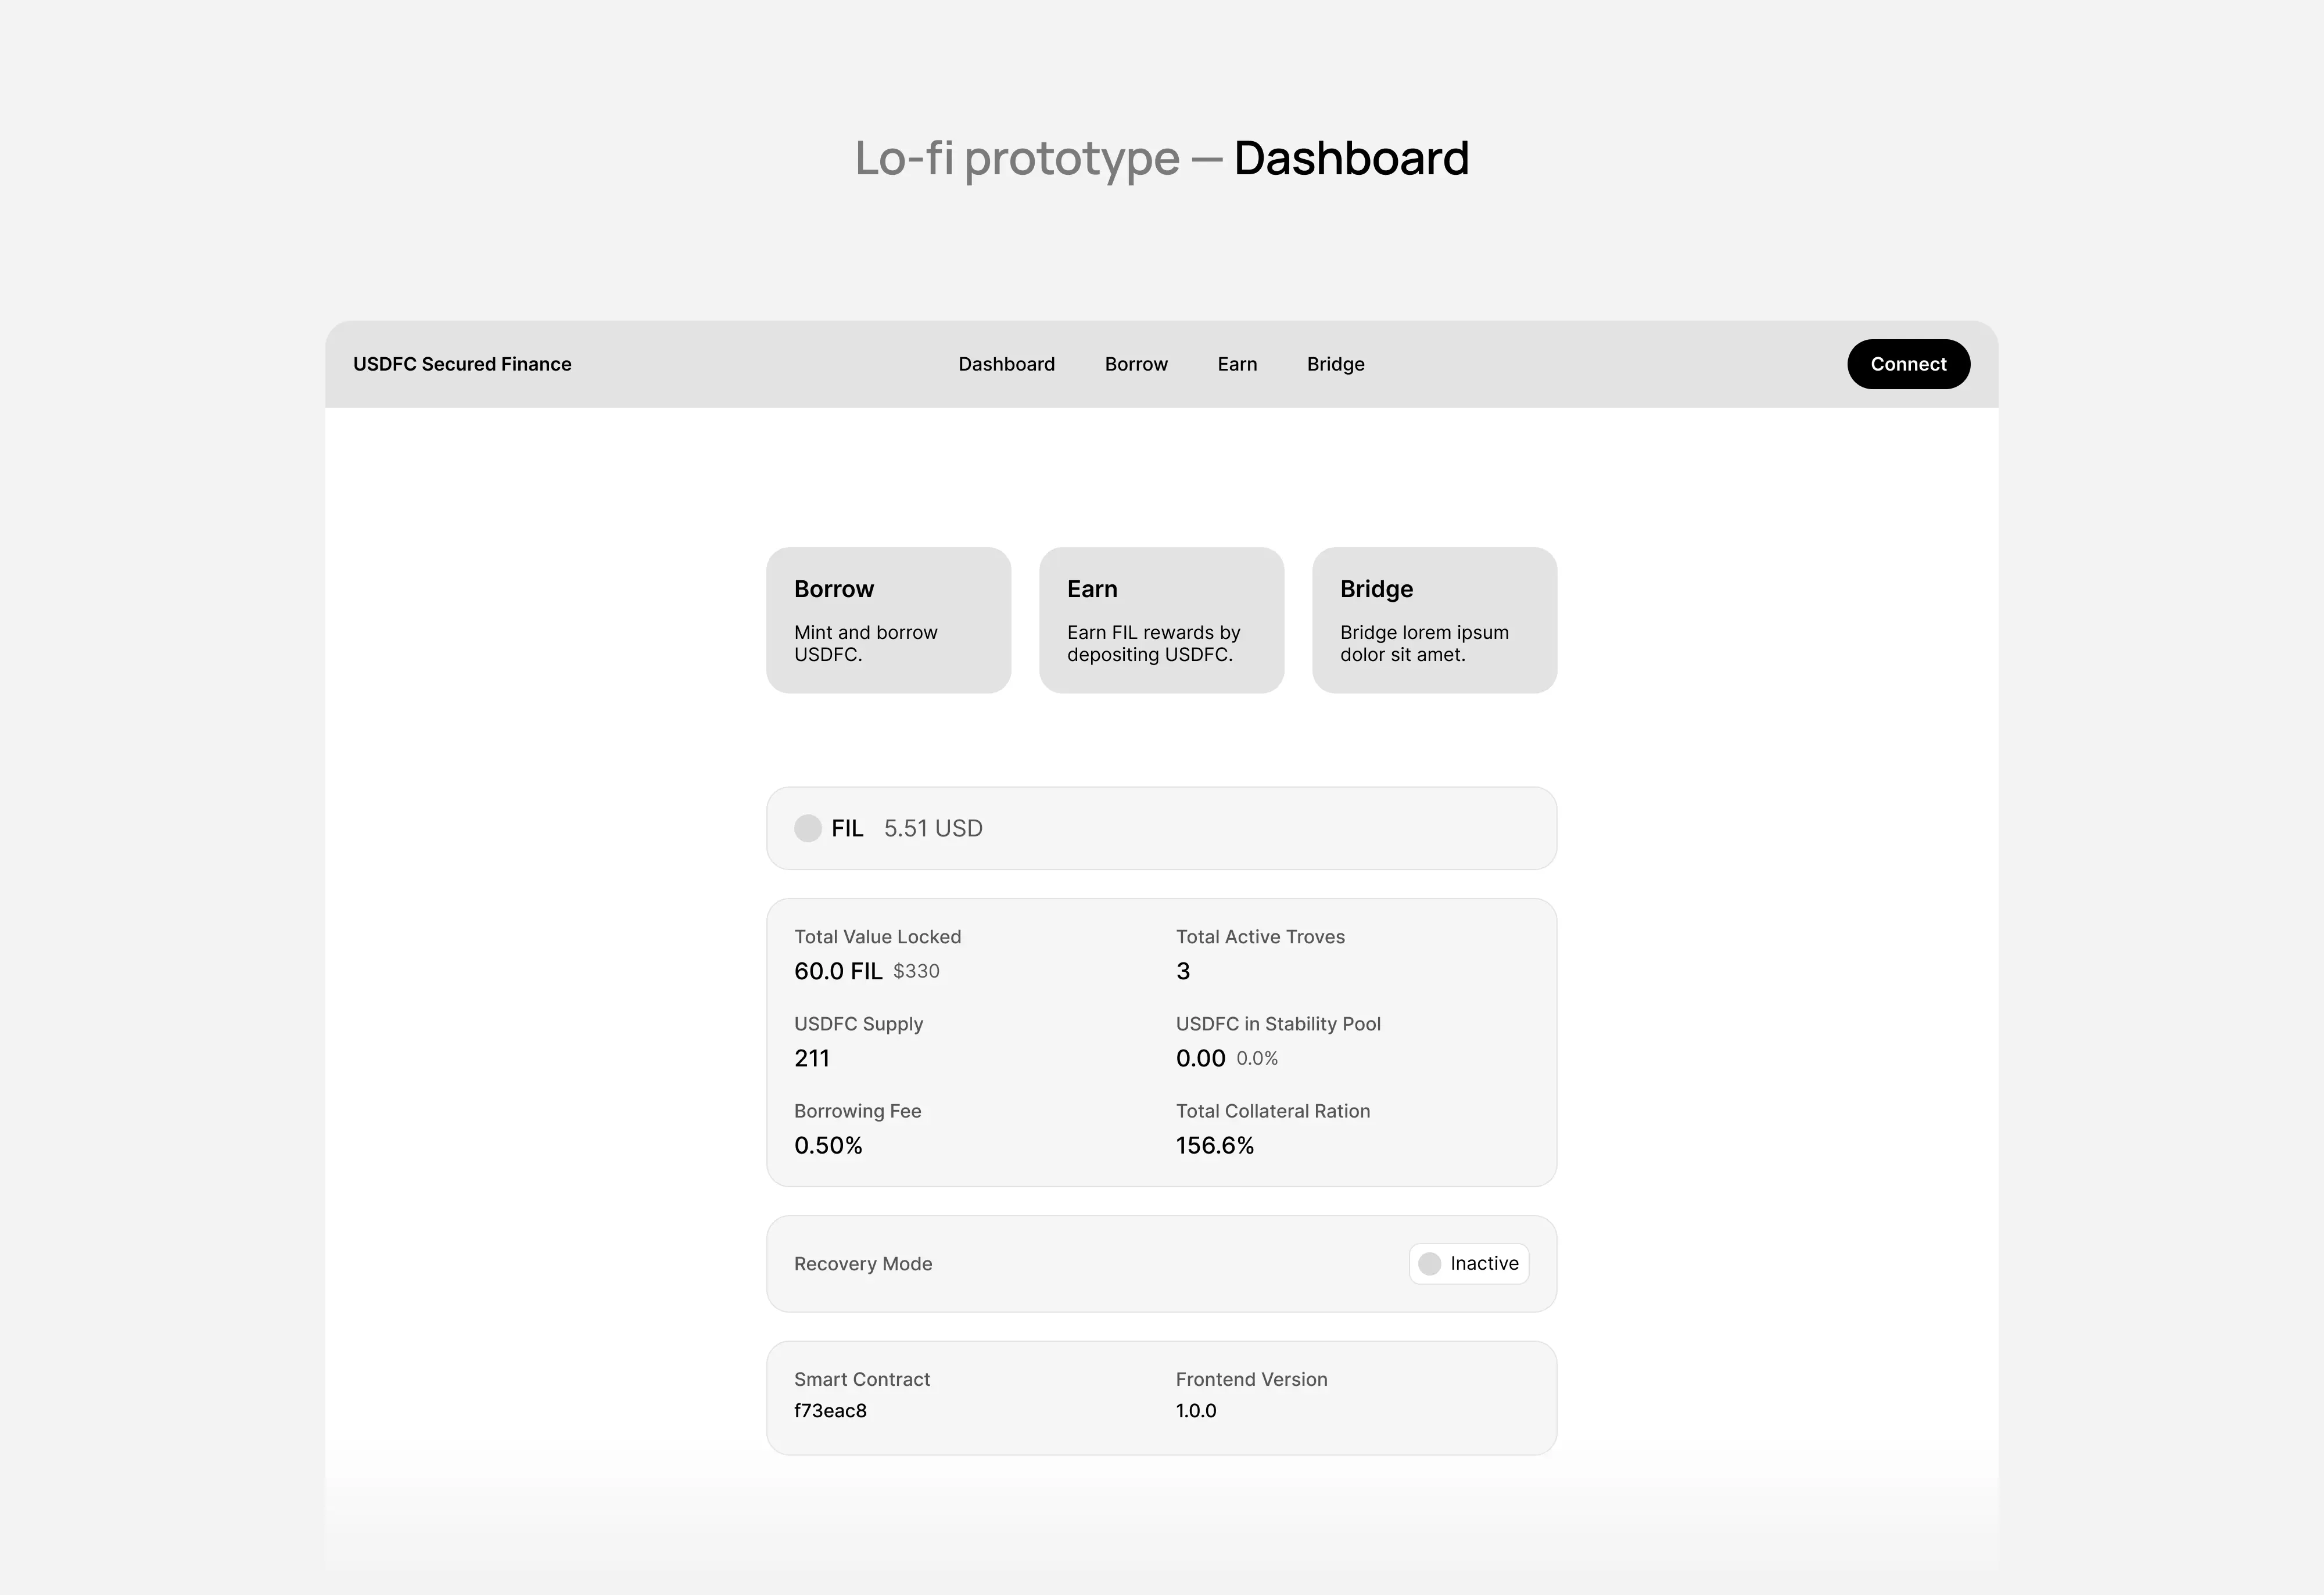 Lo-fi prototype — Dashboard
USDFC Secured Finance
Dashboard
Borrow
Earn
Bridge
Connect
Borrow
Mint and borrow
USDFC.
Earn
Earn FIL rewards by
depositing USDFC.
Bridge
Bridge lorem ipsum
dolor sit amet.
FIL 5.51 USD
Total Value Locked
60.0 FIL $330
Total Active Troves
3
USDFC Supply
211
USDFC in Stability Pool
0.00 0.0%
Borrowing Fee
0.50%
Total Collateral Ration
156.6%
Recovery Mode
Inactive
Smart Contract
f73eac8
Frontend Version
1.0.0